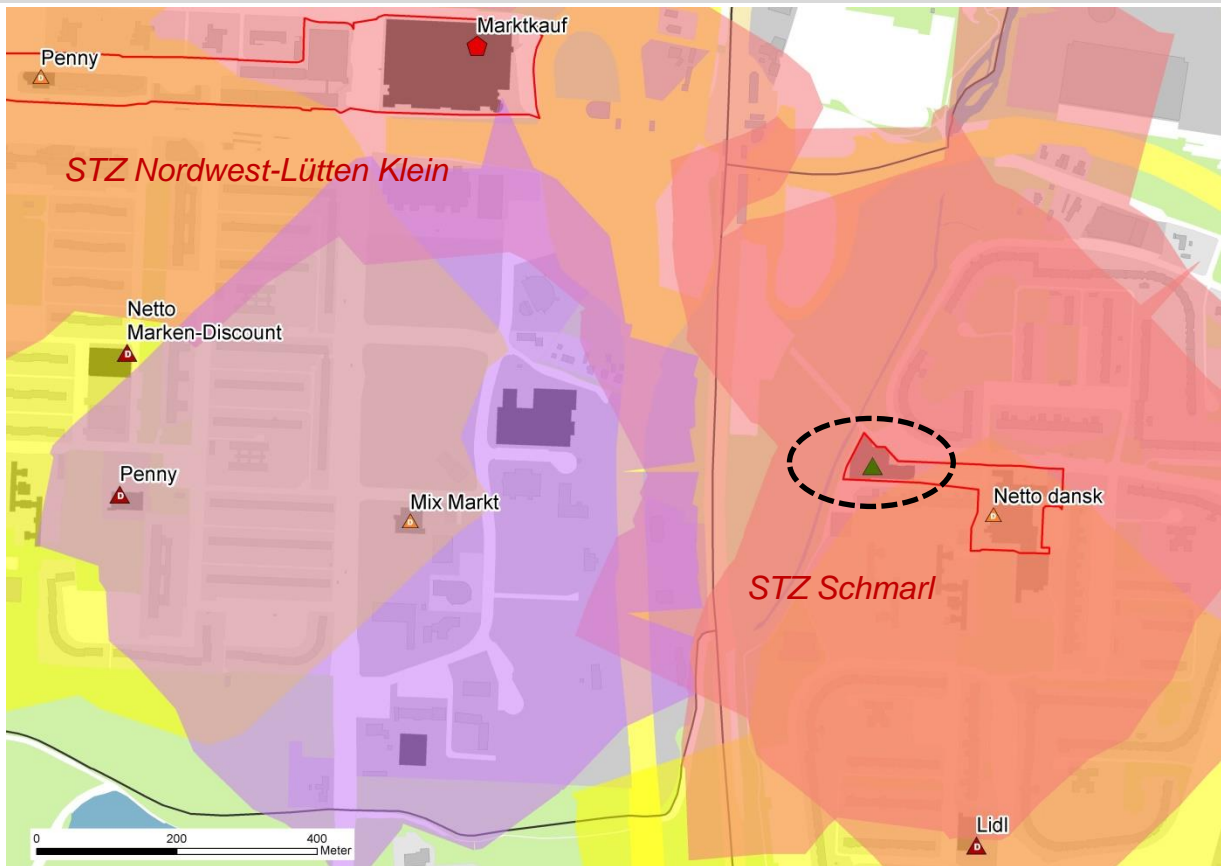 Marktkauf
Penny
D
STZ Nordwest-Lütten Klein
Netto
Marken-Discount
D
Penny
D
Mix Markt
D
Netto dansk
D
STZ Schmarl
Lidl
D
0 200 400
Meter